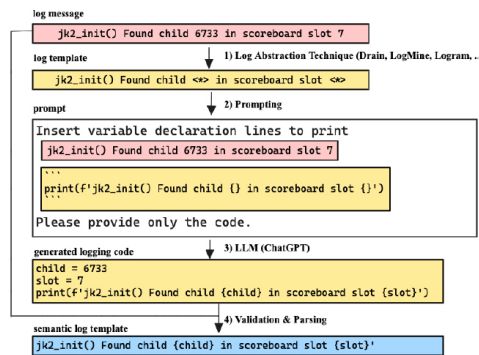 log message
jk2_init() Found child 6733 in scoreboard slot 7
1) Log Abstraction Technique (Drain, LogMine, Logram, ..
log template
jk2_init() Found child <*> in scoreboard slot <*>
2) Prompting
prompt
Insert variable declaration lines to print
jk2_init() Found child 6733 in scoreboard slot 7
```
print(f'jk2_init() Found child {} in scoreboard slot {}')
```
Please provide only the code.
3) LLM (ChatGPT)
generated logging code
child = 6733
slot = 7
print(f'jk2_init() Found child {child} in scoreboard slot {slot}')
4) Validation & Parsing
semantic log template
jk2_init() Found child {child} in scoreboard slot {slot}'